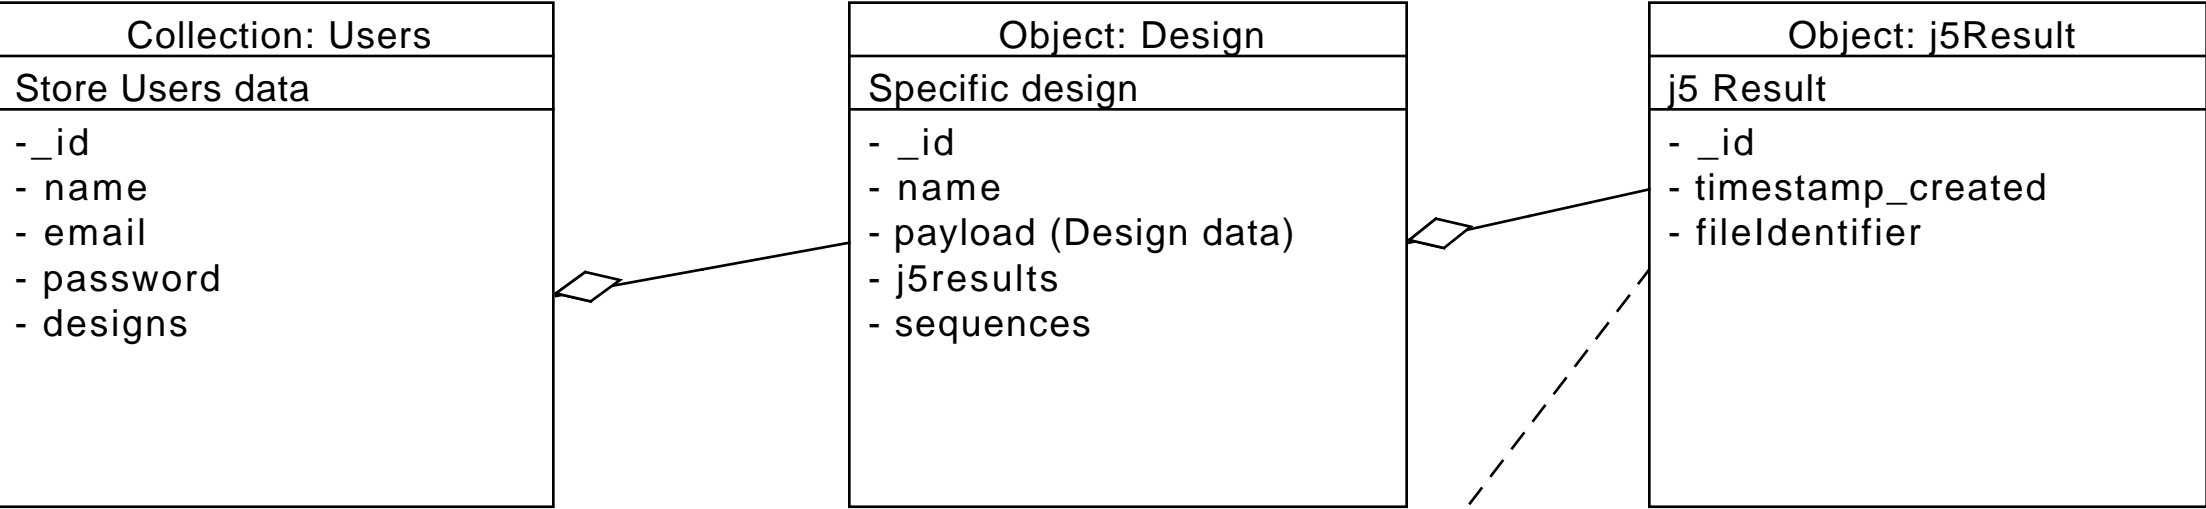 Collection: Users
Store Users data
-_id
- name
- email
- password
- designs
Object: Design
Specific design
- _id
- name
- payload (Design data)
- j5results
- sequences
Object: j5Result
j5 Result
- _id
- timestamp_created
- fileIdentifier